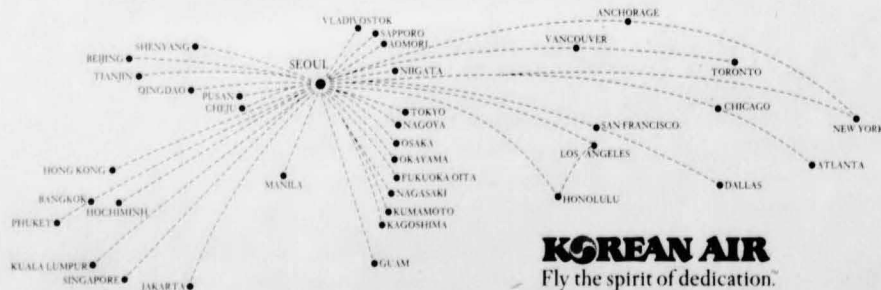 ANCHORAGE
VLADIVOSTOK
SAPPORO
AOMORI
VANCOUVER
SHENYANG
BEIJING
SEOUL
TORONTO
NIIGATA
TIANJIN
QINGDAO
PUSAN
CHEJU
CHICAGO
TOKYO
NEW YORK
NAGOYA
SAN FRANCISCO
OSAKA
LOS ANGELES
OKAYAMA
ATLANTA
HONG KONG
MANILA
FUKUOKA OITA
DALLAS
NAGASAKI
BANGKOK
HOCHIMINH
HONOLULU
KUMAMOTO
PHUKET
KAGOSHIMA
KOREAN AIR
KUALA LUMPUR
GUAM
SINGAPORE
JAKARTA
Fly the spirit of dedication.℠